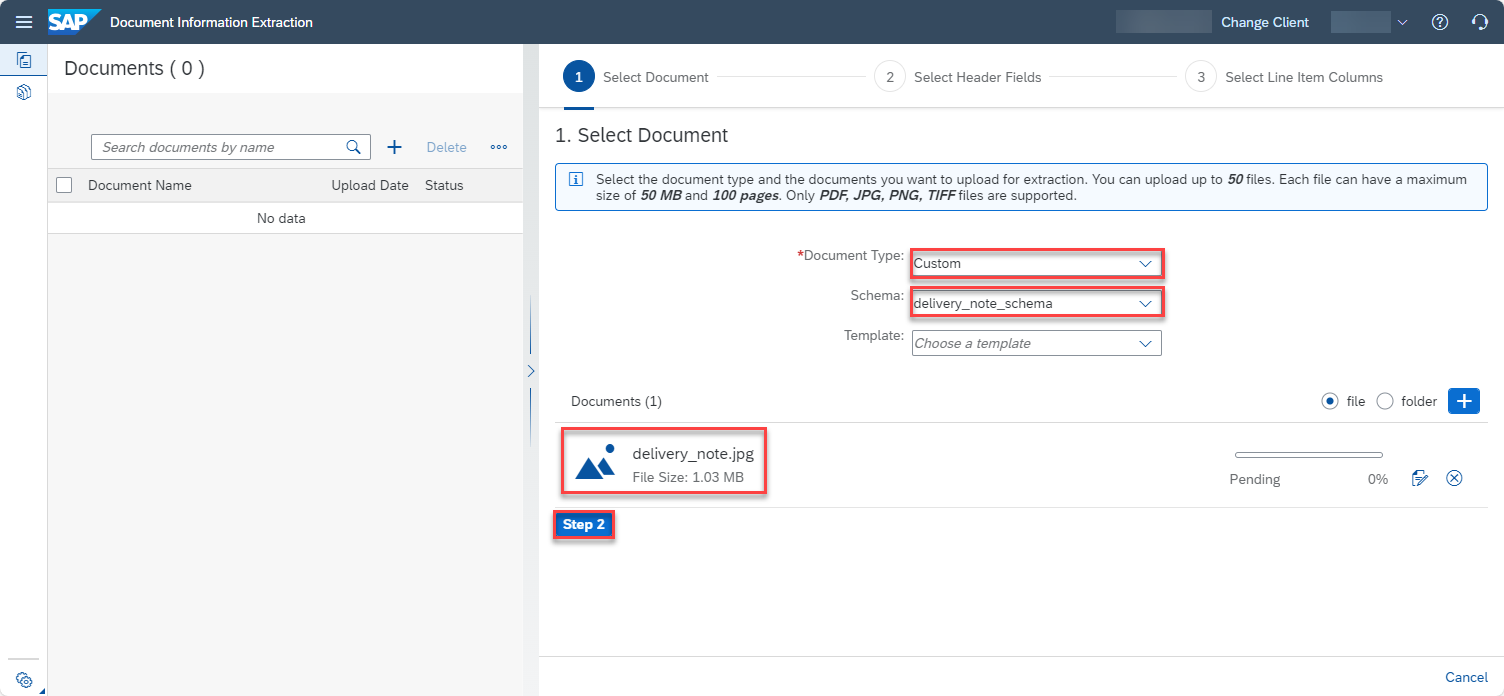 SAP Document Information Extraction
Change Client
Documents ( 0 )
Search documents by name
Delete
Document Name Upload Date Status
No data
1 Select Document
2 Select Header Fields
3 Select Line Item Columns
1. Select Document
Select the document type and the documents you want to upload for extraction. You can upload up to 50 files. Each file can have a maximum
size of 50 MB and 100 pages. Only PDF, JPG, PNG, TIFF files are supported.
*Document Type: Custom
Schema: delivery_note_schema
Template: Choose a template
Documents (1) file folder
delivery_note.jpg
File Size: 1.03 MB
Pending 0%
Step 2
Cancel